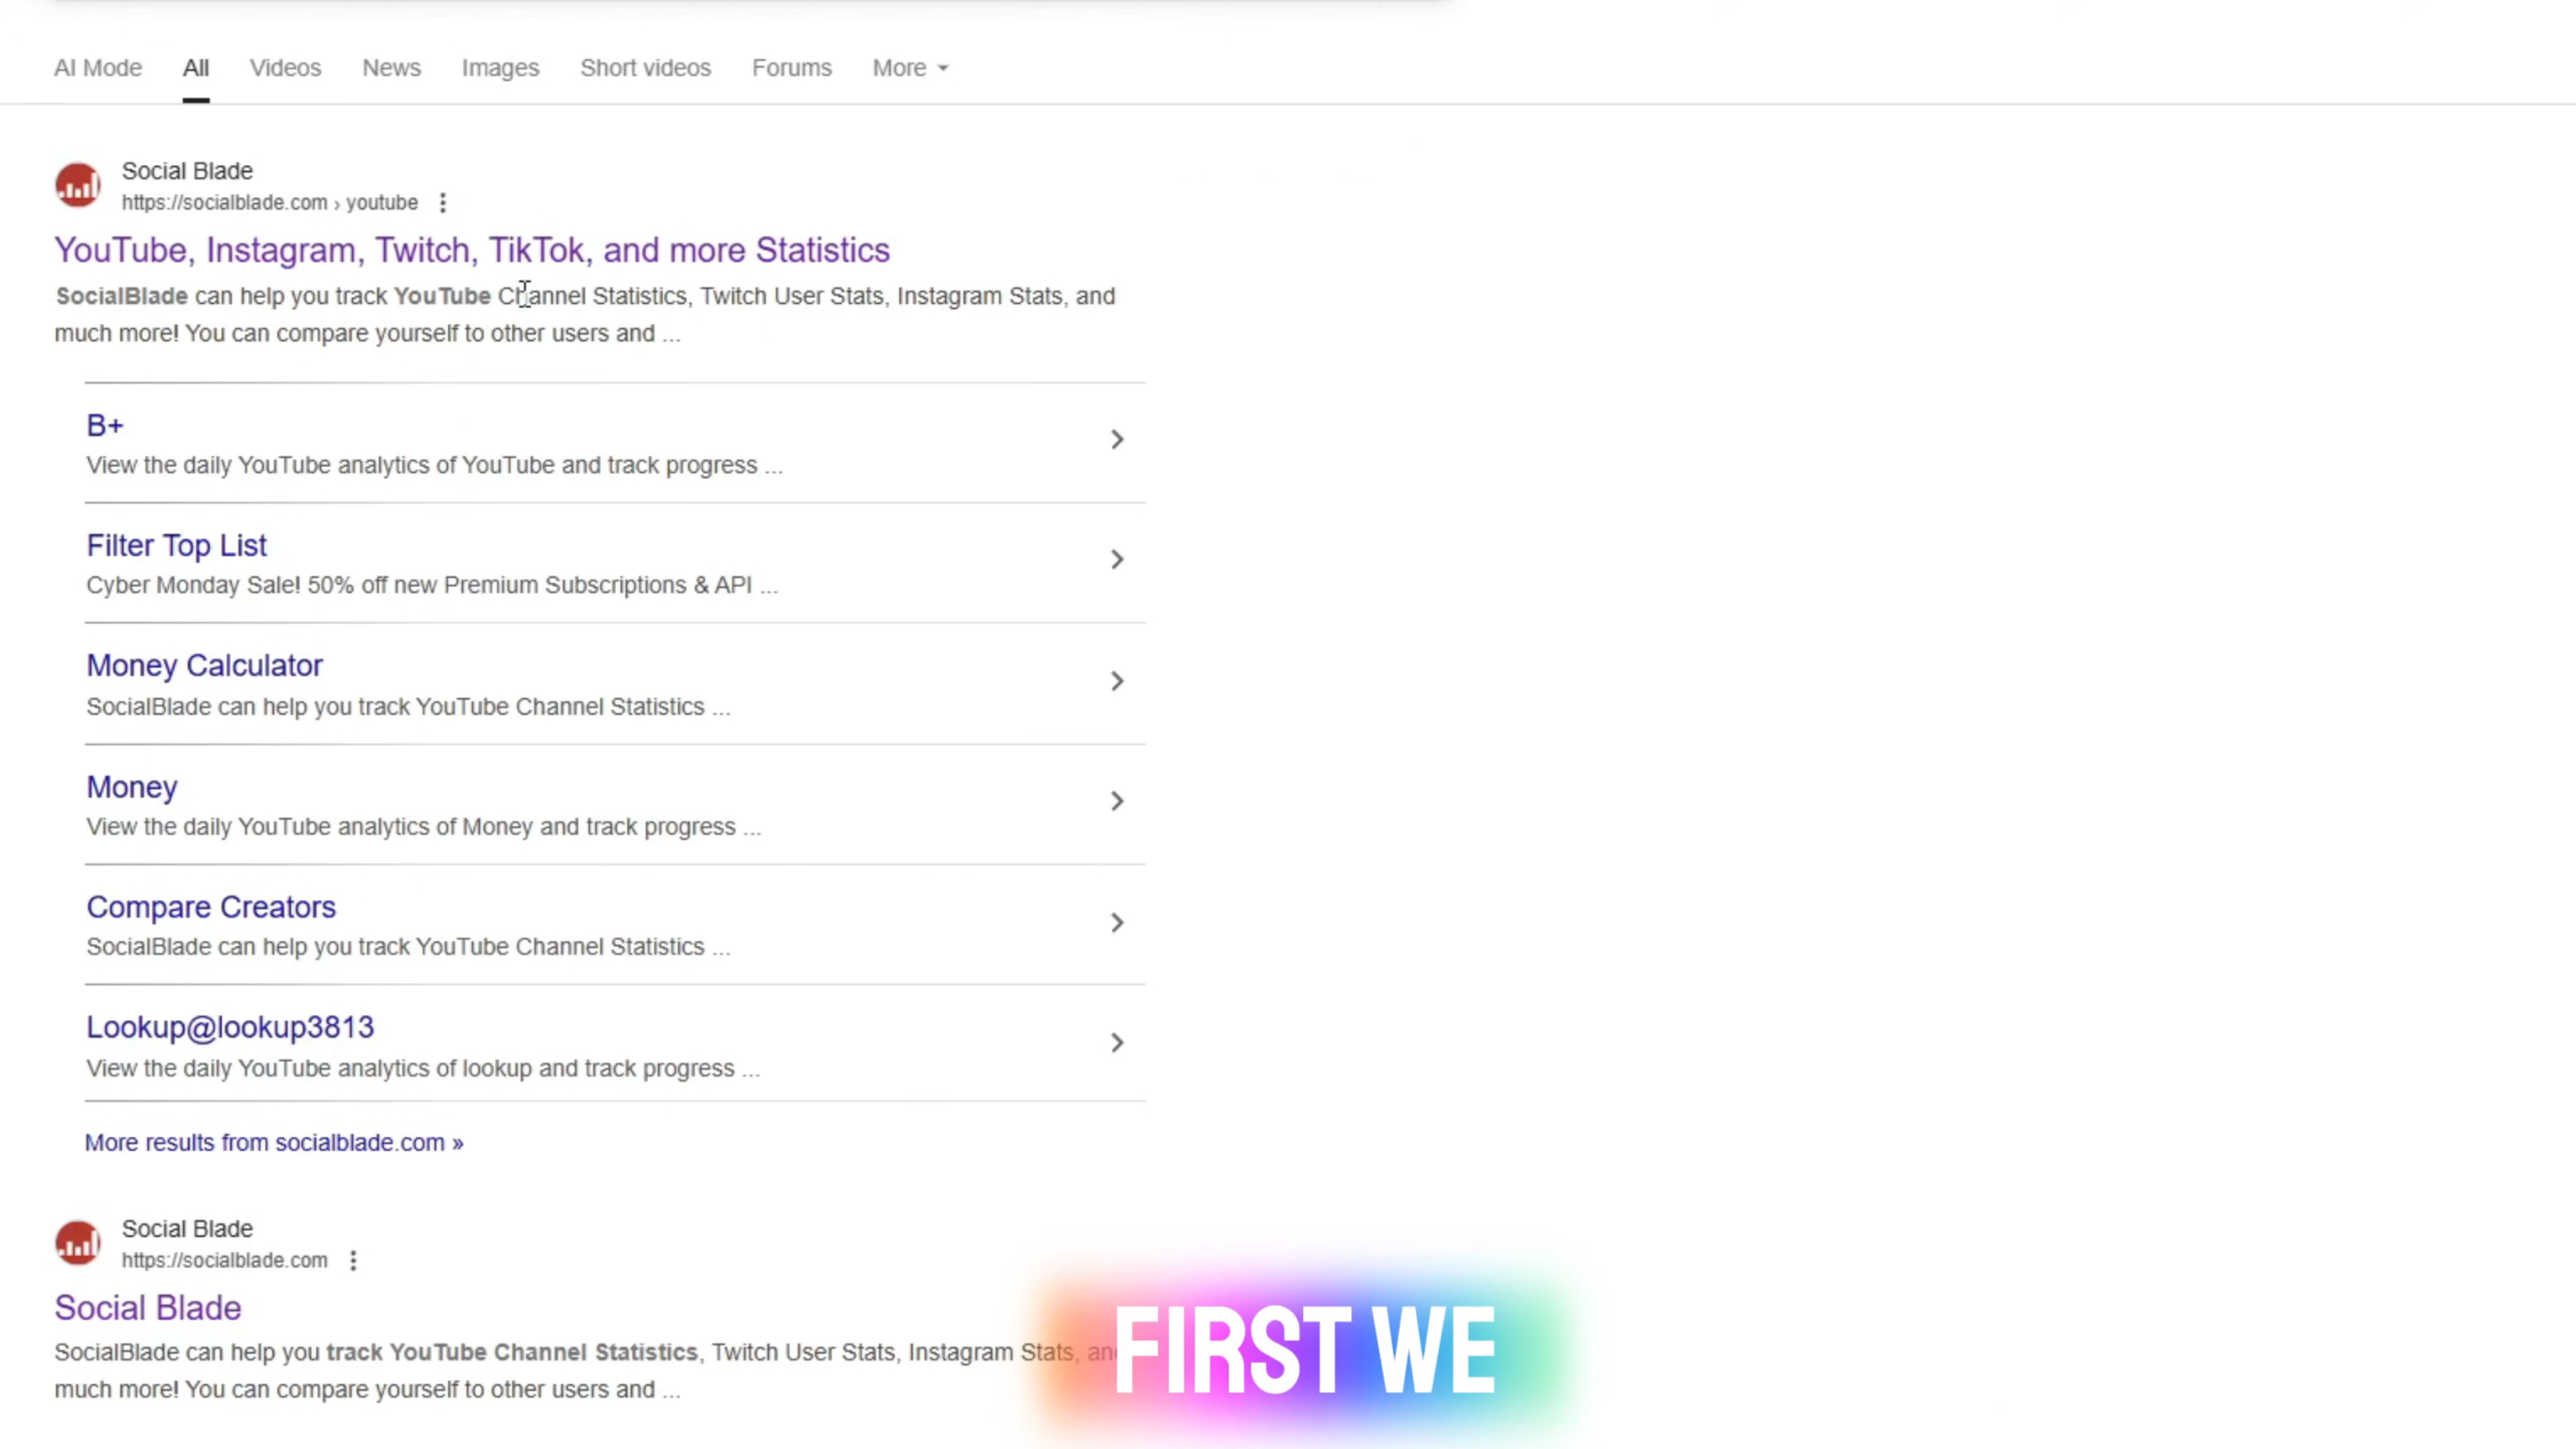 AI Mode All Videos News Images Short videos Forums More
Social Blade
https://socialblade.com › youtube
YouTube, Instagram, Twitch, TikTok, and more Statistics
SocialBlade can help you track YouTube Channel Statistics, Twitch User Stats, Instagram Stats, and
much more! You can compare yourself to other users and ...
B+
View the daily YouTube analytics of YouTube and track progress ...
Filter Top List
Cyber Monday Sale! 50% off new Premium Subscriptions & API ...
Money Calculator
SocialBlade can help you track YouTube Channel Statistics ...
Money
View the daily YouTube analytics of Money and track progress ...
Compare Creators
SocialBlade can help you track YouTube Channel Statistics ...
Lookup@lookup3813
View the daily YouTube analytics of lookup and track progress ...
More results from socialblade.com »
Social Blade
https://socialblade.com
Social Blade
SocialBlade can help you track YouTube Channel Statistics, Twitch User Stats, Instagram Stats, and
much more! You can compare yourself to other users and ...
FIRST WE